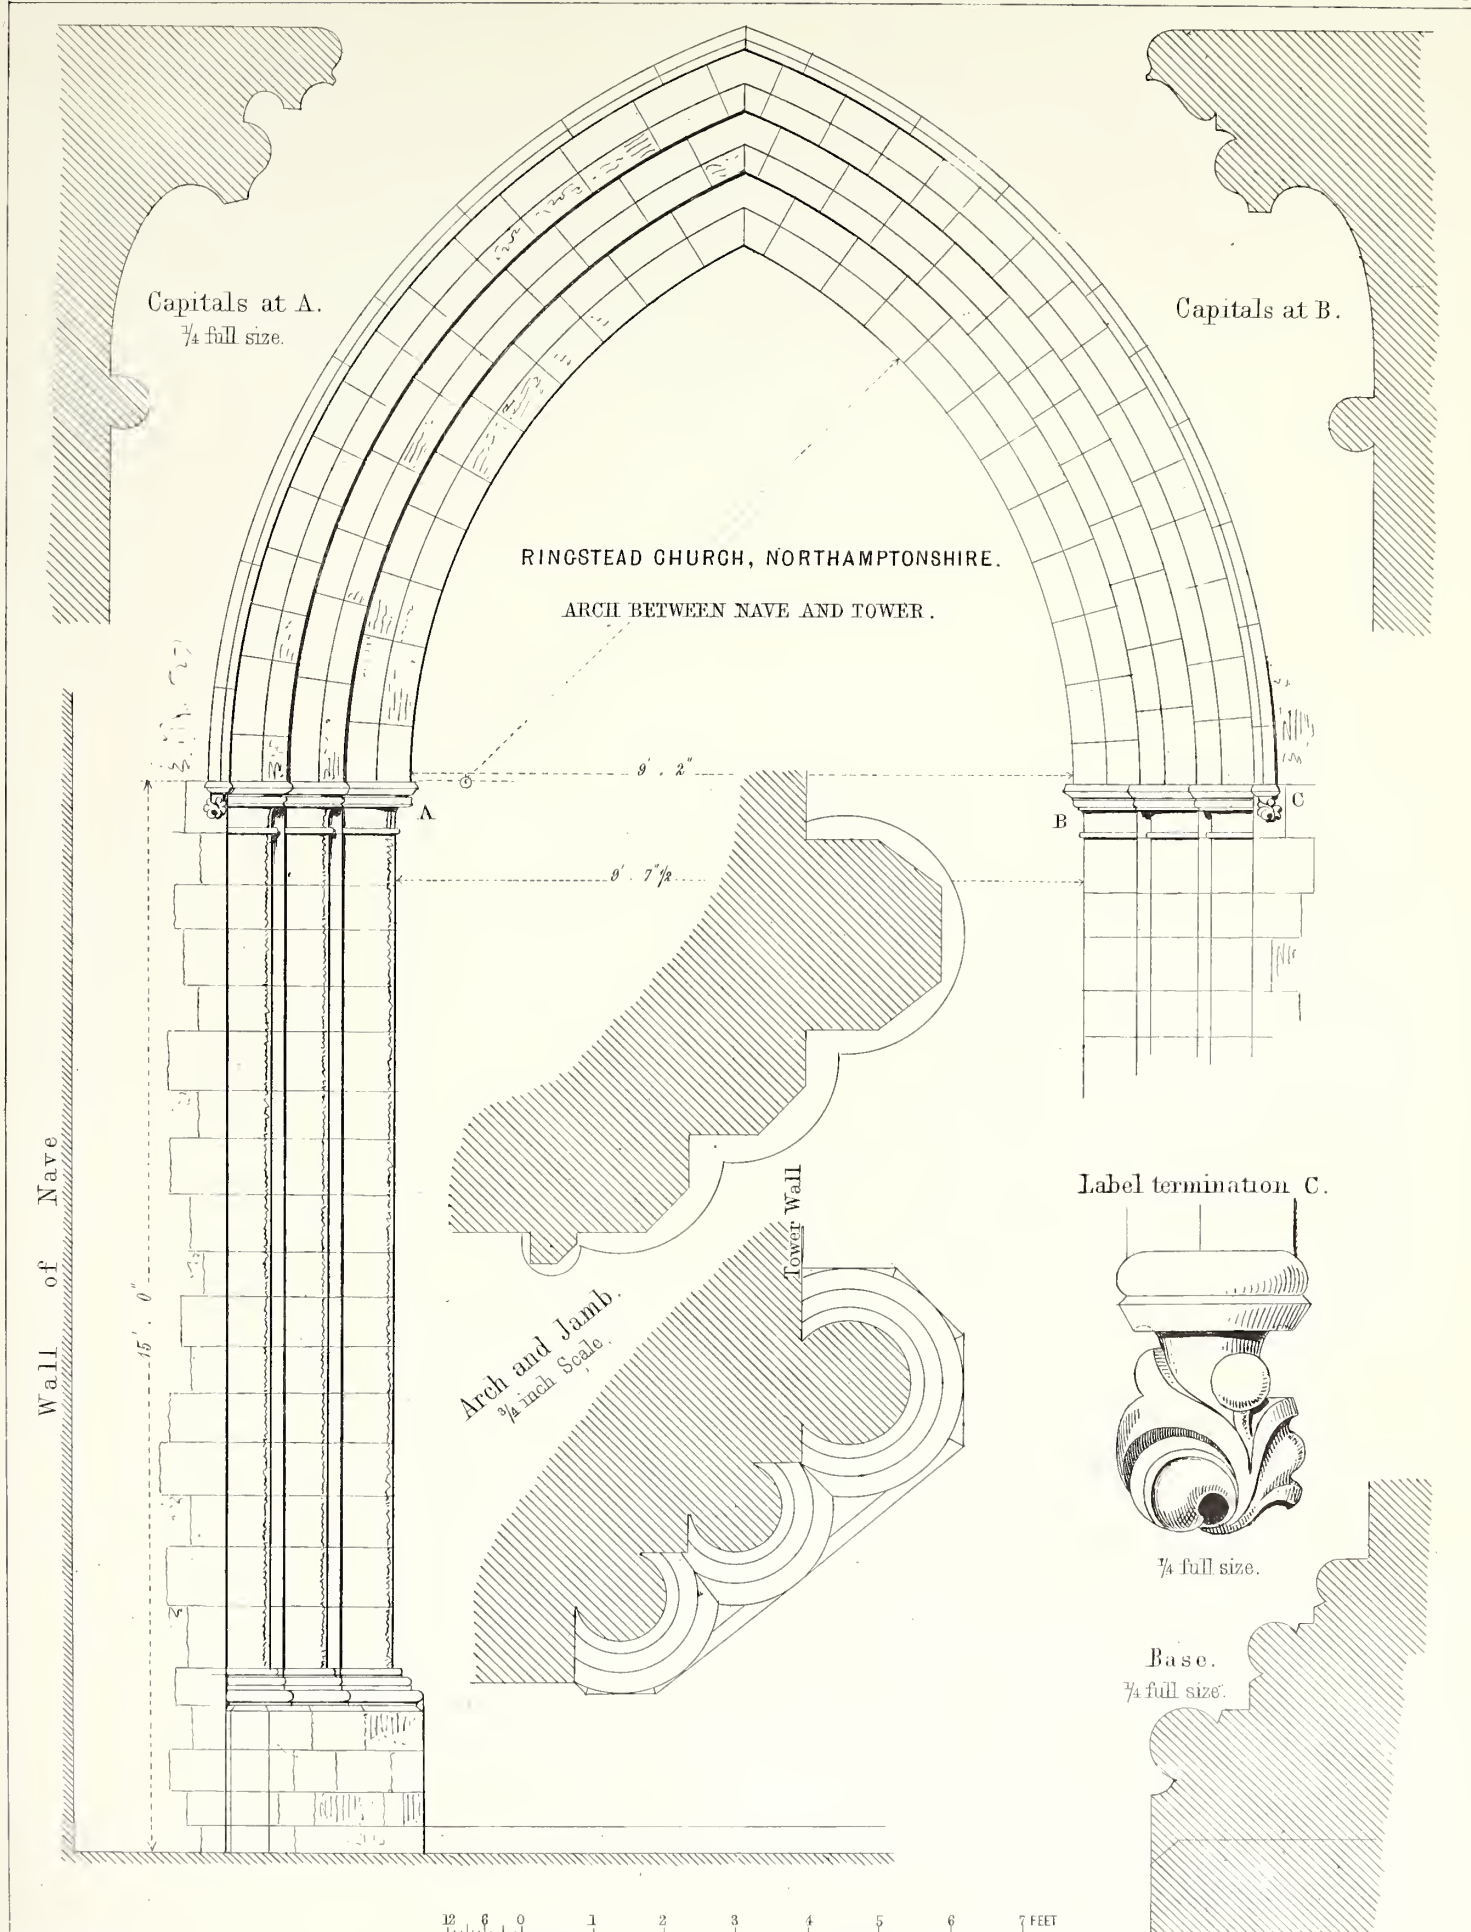 Capitals at A.
¼ full size.
Capitals at B.
RINGSTEAD CHURCH, NORTHAMPTONSHIRE.
ARCH BETWEEN NAVE AND TOWER.
9'. 2"
A
B
C
9'. 7"½
Wall of Nave
15'. 0"
Tower Wall
Arch and Jamb.
¾ inch Scale.
Label termination C.
¼ full size.
Base.
¼ full size.
12 6 0 1 2 3 4 5 6 7 FEET